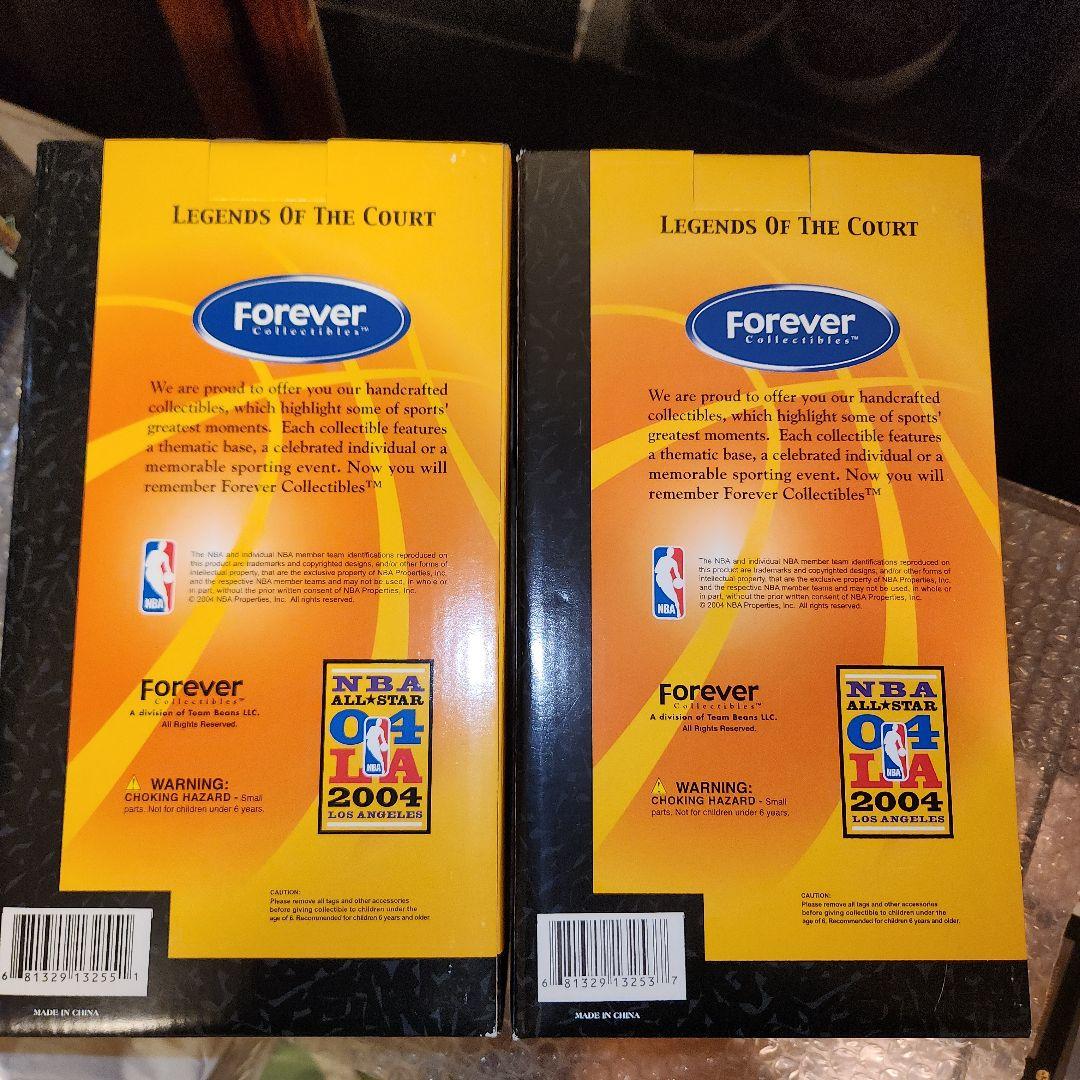 LEGENDS OF THE COURT
Forever
Collectibles™
We are proud to offer you our handcrafted
collectibles, which highlight some of sports'
greatest moments. Each collectible features
a thematic base, a celebrated individual or a
memorable sporting event. Now you will
remember Forever Collectibles™
NBA
The NBA and individual NBA member team identifications reproduced on
this product are trademarks and copyrighted designs, and/or other forms of
intellectual property, that are the exclusive property of NBA Properties, Inc.
and the respective NBA member teams and may not be used, in whole or
in part, without the prior written consent of NBA Properties, Inc.
© 2004 NBA Properties, Inc. All rights reserved.
Forever
Collectibles™
A division of Team Beans LLC.
All Rights Reserved.
NBA
ALL★STAR
04
LA
NBA
2004
LOS ANGELES
WARNING:
CHOKING HAZARD - Small
parts. Not for children under 6 years.
CAUTION:
Please remove all tags and other accessories
before giving collectible to children under the
age of 6. Recommended for children 6 years and older.
6 81329 13255 1
MADE IN CHINA
LEGENDS OF THE COURT
Forever
Collectibles™
We are proud to offer you our handcrafted
collectibles, which highlight some of sports'
greatest moments. Each collectible features
a thematic base, a celebrated individual or a
memorable sporting event. Now you will
remember Forever Collectibles™
NBA
The NBA and individual NBA member team identifications reproduced on
this product are trademarks and copyrighted designs, and/or other forms of
intellectual property, that are the exclusive property of NBA Properties, Inc.
and the respective NBA member teams and may not be used, in whole or
in part, without the prior written consent of NBA Properties, Inc.
© 2004 NBA Properties, Inc. All rights reserved.
Forever
Collectibles™
A division of Team Beans LLC.
All Rights Reserved.
NBA
ALL★STAR
04
LA
NBA
2004
LOS ANGELES
WARNING:
CHOKING HAZARD - Small
parts. Not for children under 6 years.
CAUTION:
Please remove all tags and other accessories
before giving collectible to children under the
age of 6. Recommended for children 6 years and older.
6 81329 13253 7
MADE IN CHINA